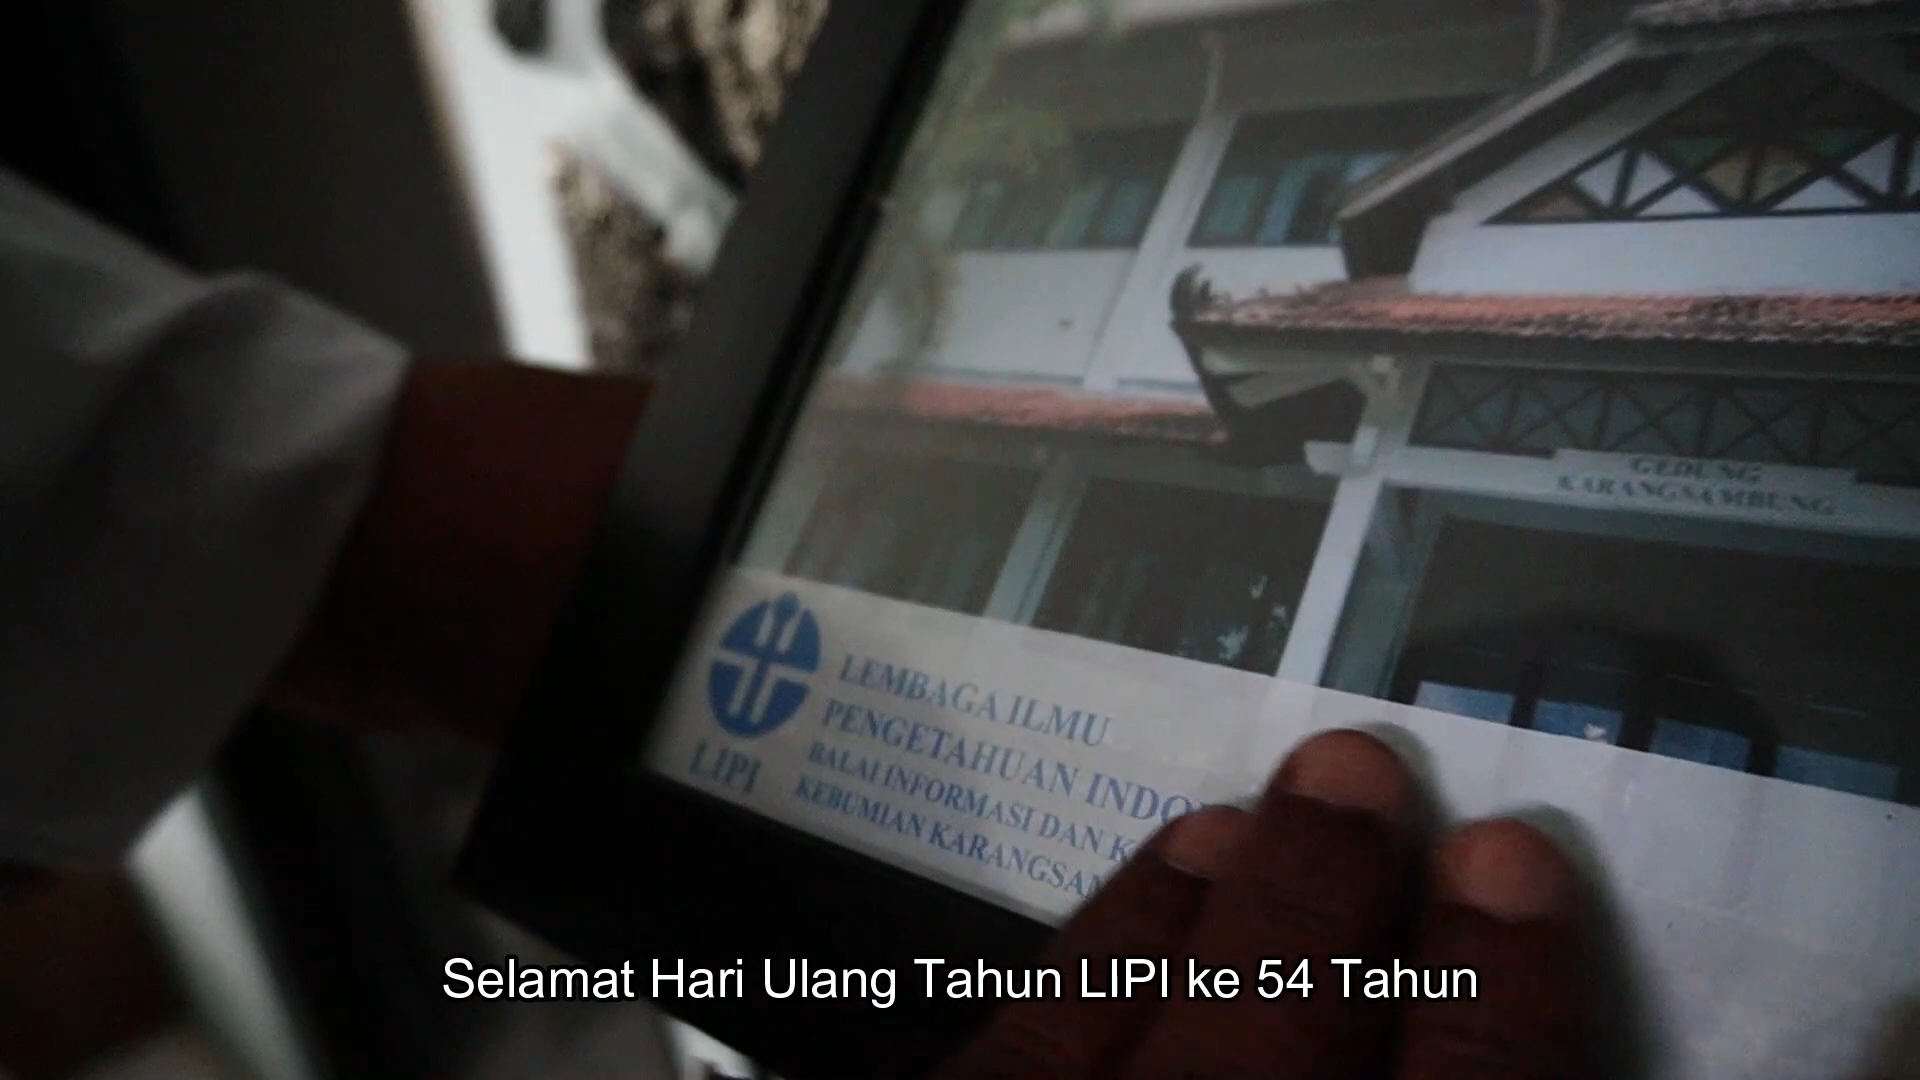 GEDUNG
KARANGSAMBUNG
LEMBAGA ILMU
PENGETAHUAN
BALAI INFORMASI DAN
KEBUMIAN
LIPI
Selamat Hari Ulang Tahun LIPI ke 54 Tahun